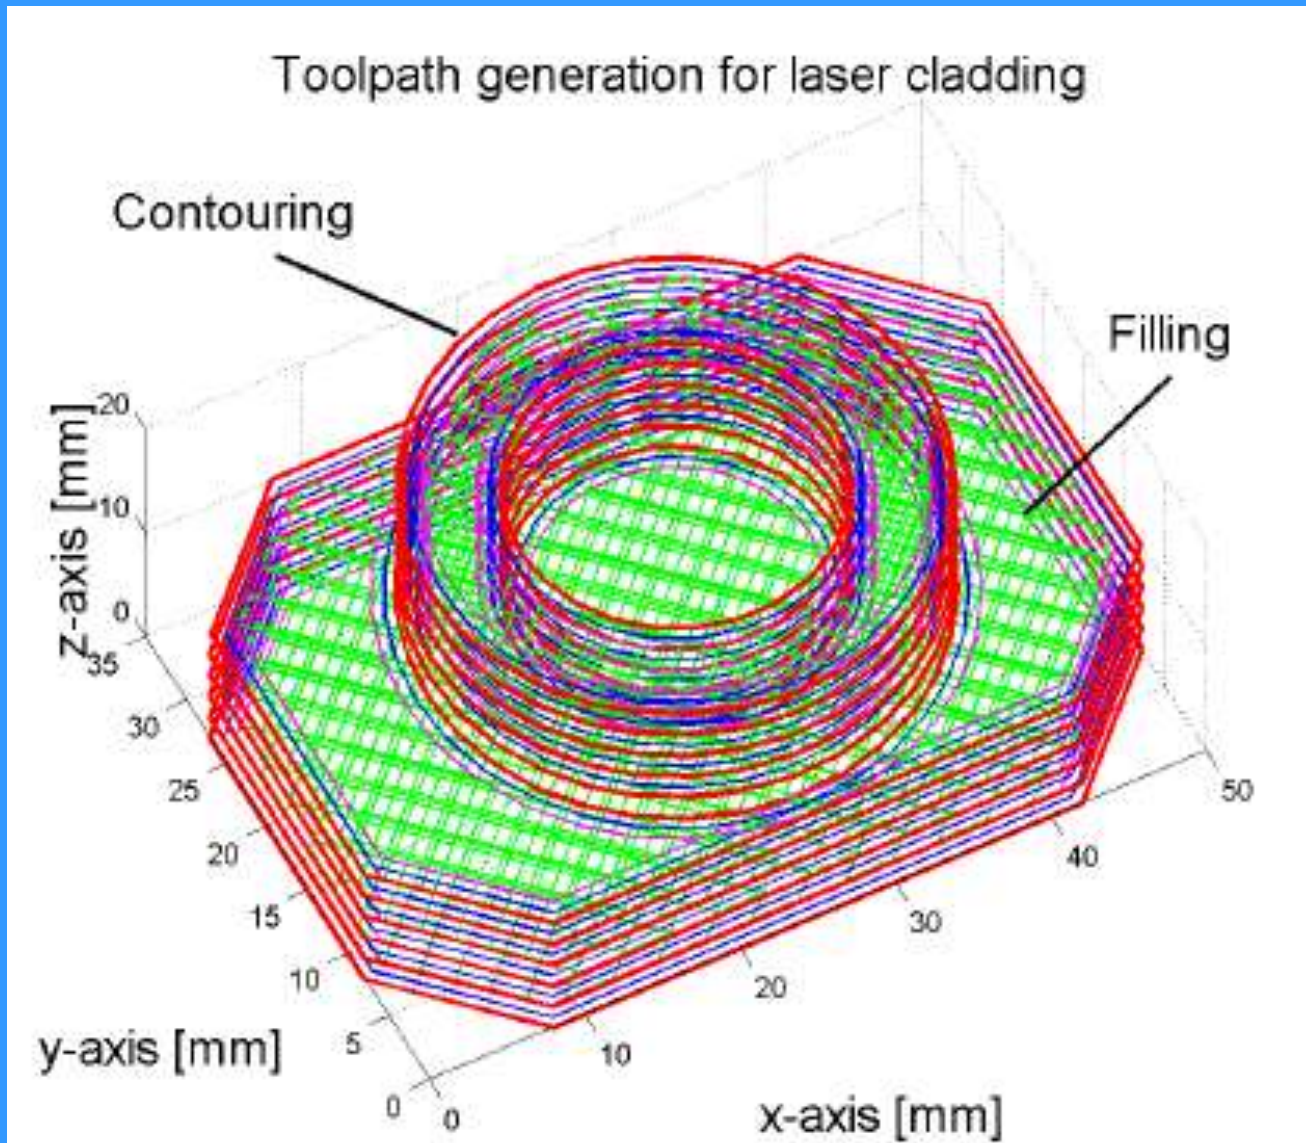 Toolpath generation for laser cladding
Contouring
Filling
z-axis [mm]
20
10
0
35
30
25
20
15
10
5
0
y-axis [mm]
0
10
20
30
40
50
x-axis [mm]